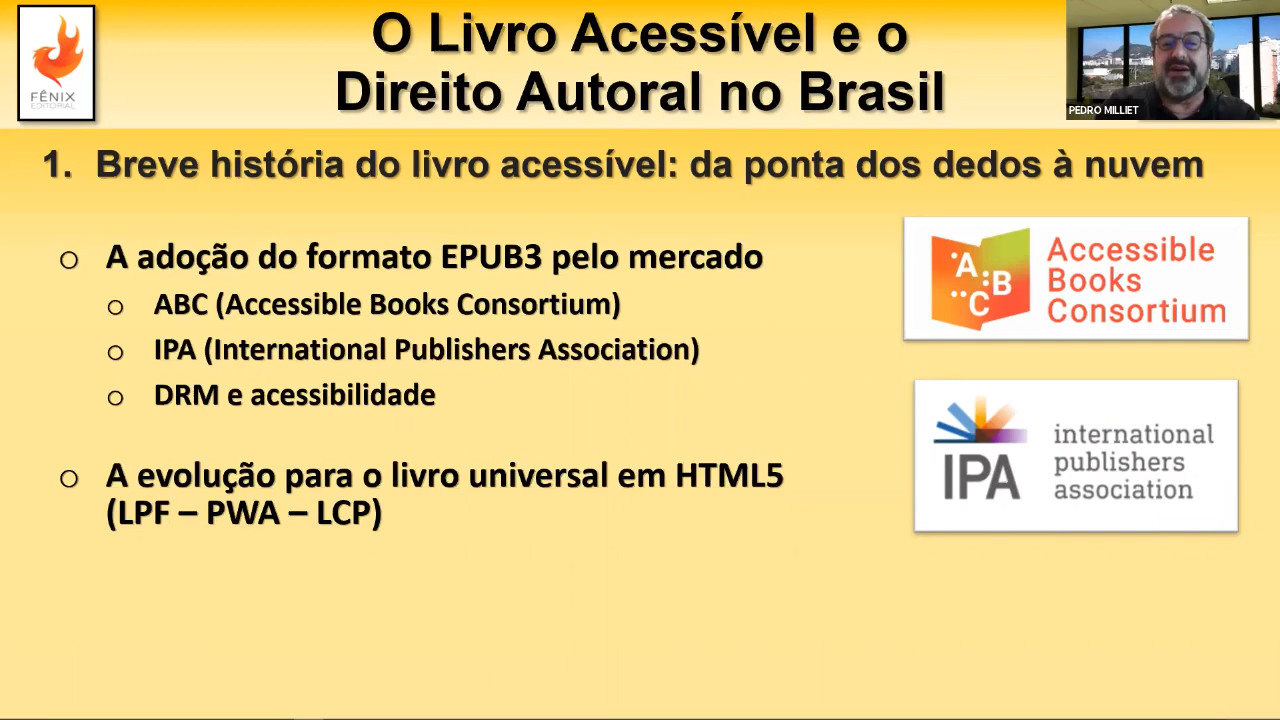 FÊNIX
EDITORIAL
O Livro Acessível e o
Direito Autoral no Brasil
PEDRO MILLIET
1. Breve história do livro acessível: da ponta dos dedos à nuvem
o A adoção do formato EPUB3 pelo mercado
o ABC (Accessible Books Consortium)
o IPA (International Publishers Association)
o DRM e acessibilidade
o A evolução para o livro universal em HTML5
(LPF – PWA – LCP)
A
B
C
Accessible
Books
Consortium
IPA
international
publishers
association